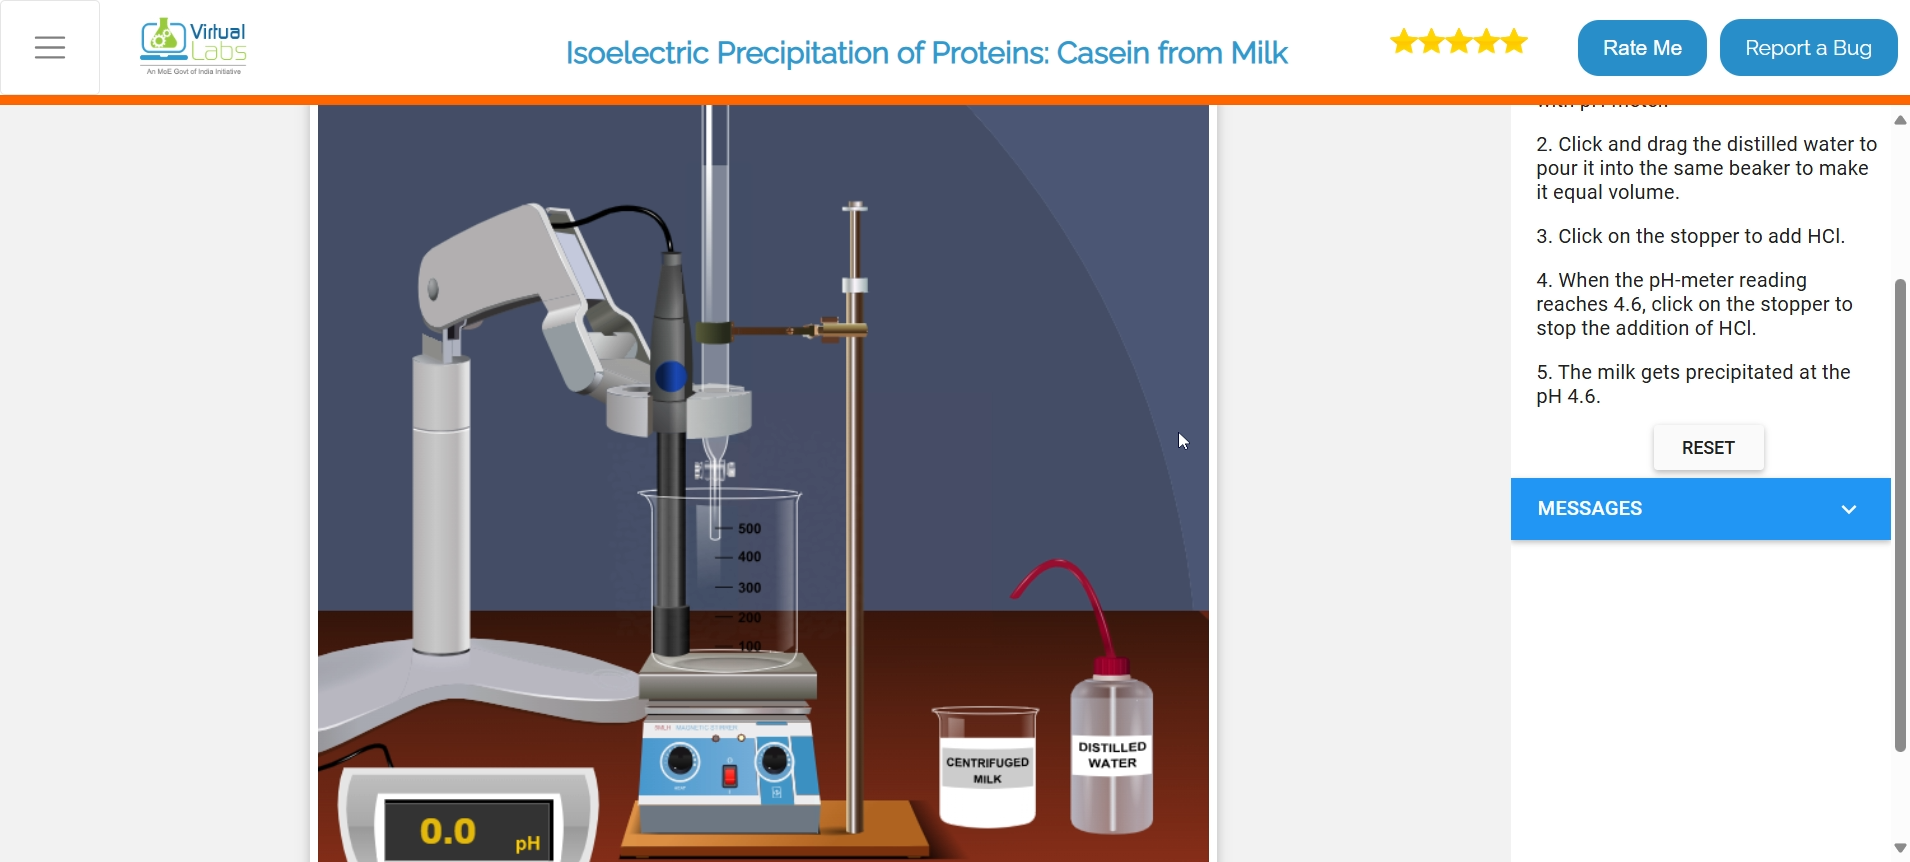 Virtual
Labs
An MoE Govt of India Initiative
Isoelectric Precipitation of Proteins: Casein from Milk
Rate Me
Report a Bug
2. Click and drag the distilled water to
pour it into the same beaker to make
it equal volume.
3. Click on the stopper to add HCl.
4. When the pH-meter reading
reaches 4.6, click on the stopper to
stop the addition of HCl.
5. The milk gets precipitated at the
pH 4.6.
RESET
MESSAGES
500
400
300
200
100
MAGNETIC STIRRER
CENTRIFUGED
MILK
DISTILLED
WATER
0.0 pH